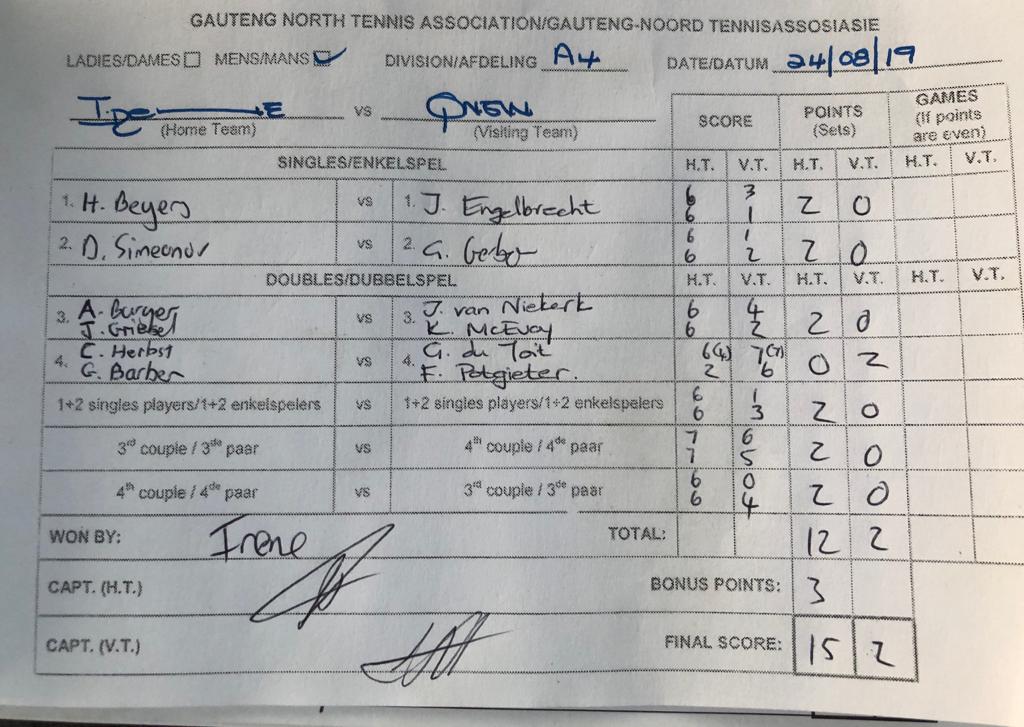 GAUTENG NORTH TENNIS ASSOCIATION/GAUTENG-NOORD TENNISASSOSIASIE
LADIES/DAMES MENS/MANS DIVISION/AFDELING A4 DATE/DATUM 24/08/19
vs
(Home Team) (Visiting Team)
SCORE POINTS (Sets) GAMES (If points are even)
SINGLES/ENKELSPEL H.T. V.T. H.T. V.T. H.T. V.T.
1. H. Beyers vs 1. J. Engelbrecht 6 3 2 0
6 1
2. D. Simeonov vs 2. G. Gerber 6 1 2 0
6 2
DOUBLES/DUBBELSPEL H.T. V.T. H.T. V.T. H.T. V.T.
3. A. Burger vs 3. J. van Niekerk 6 4 2 0
J. Griebel K. McEvoy 6 2
4. C. Herbst vs 4. G. du Toit 6(4) 7(7) 0 2
G. Barber F. Potgieter. 2 6
1+2 singles players/1+2 enkelspelers vs 1+2 singles players/1+2 enkelspelers 6 1 2 0
6 3
3rd couple / 3de paar vs 4th couple / 4de paar 7 6 2 0
7 5
4th couple / 4de paar vs 3rd couple / 3de paar 6 0 2 0
6 4
WON BY: Irene TOTAL: 12 2
CAPT. (H.T.) BONUS POINTS: 3
CAPT. (V.T.) FINAL SCORE: 15 2